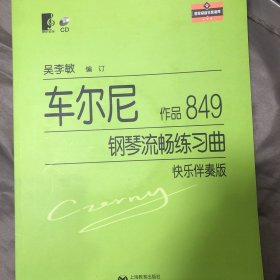 CD
吴李敏 编订
车尔尼 作品849
钢琴流畅练习曲
快乐伴奏版
Czerny
上海教育出版社